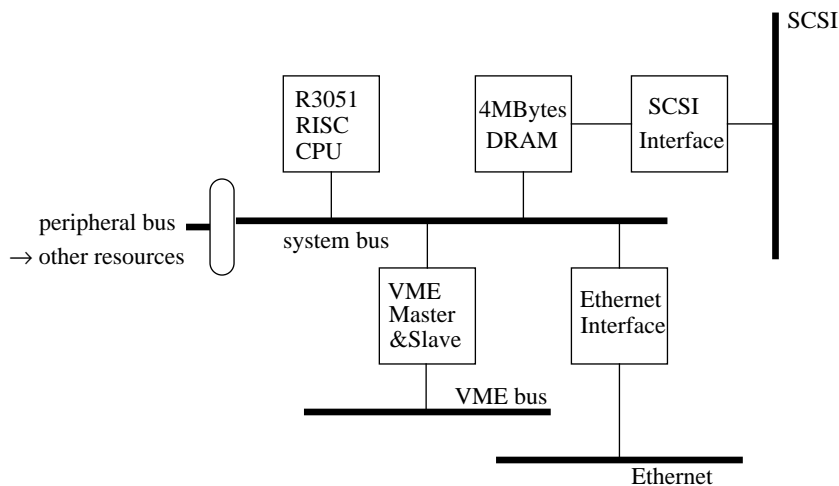 SCSI
R3051
RISC
CPU
4MBytes
DRAM
SCSI
Interface
peripheral bus
→ other resources
system bus
VME
Master
&Slave
Ethernet
Interface
VME bus
Ethernet